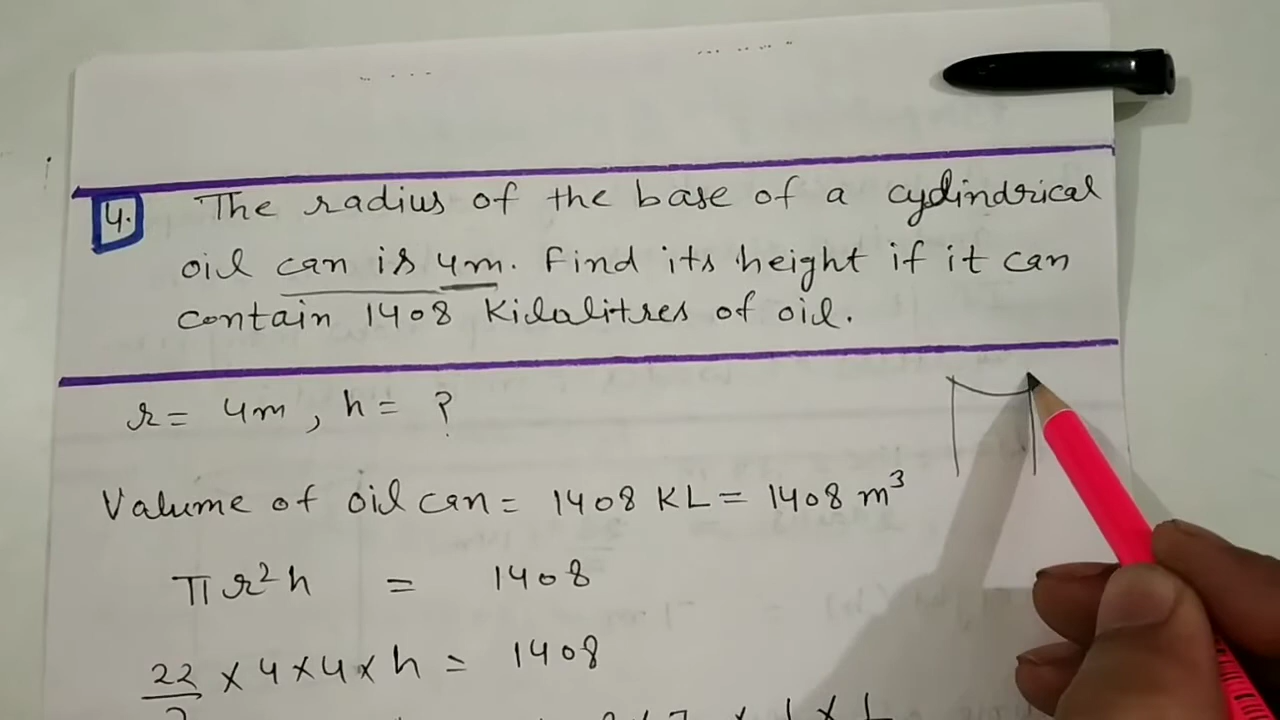 4. The radius of the base of a cylindrical
oil can is 4m. Find its height if it can
contain 1408 Kilolitres of oil.
r = 4m , h = ?
Volume of oil can = 1408 KL = 1408 m³
πr²h = 1408
22 × 4 × 4 × h = 1408